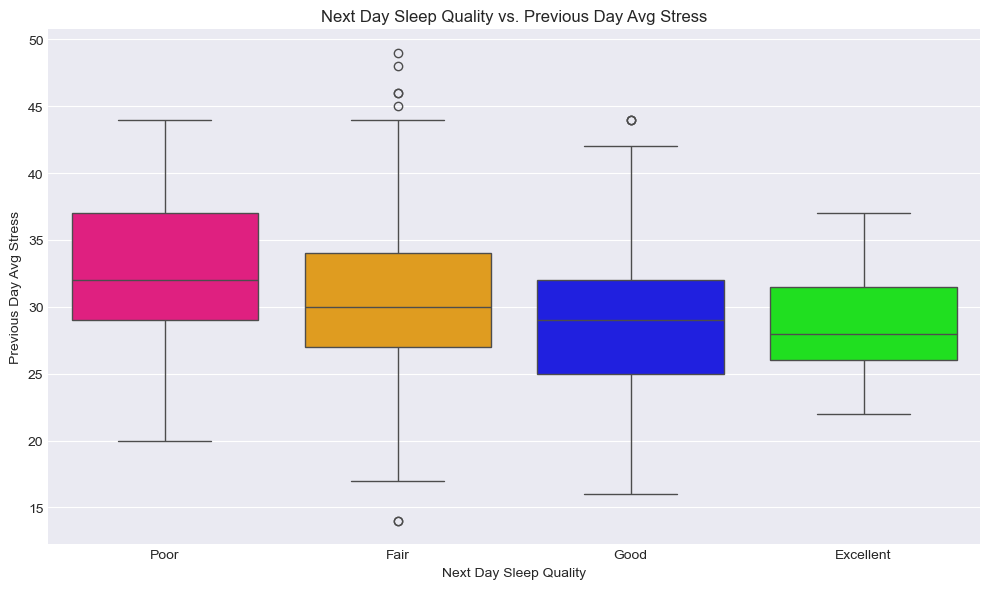 Next Day Sleep Quality vs. Previous Day Avg Stress
Previous Day Avg Stress
50
45
40
35
30
25
20
15
Poor Fair Good Excellent
Next Day Sleep Quality